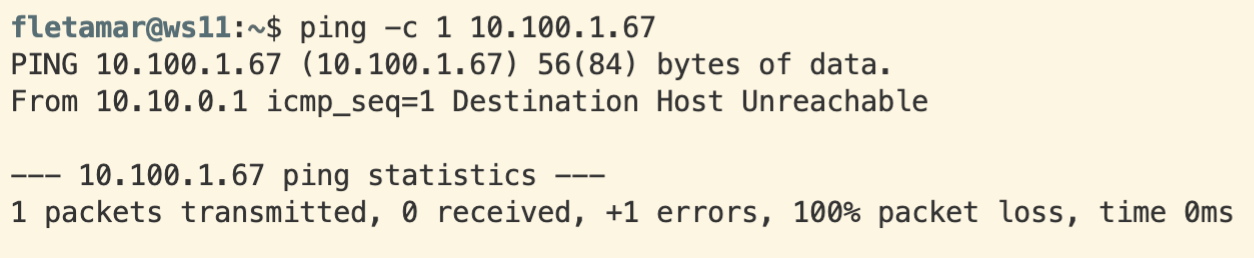 fletamar@ws11:~$ ping -c 1 10.100.1.67
PING 10.100.1.67 (10.100.1.67) 56(84) bytes of data.
From 10.10.0.1 icmp_seq=1 Destination Host Unreachable
--- 10.100.1.67 ping statistics ---
1 packets transmitted, 0 received, +1 errors, 100% packet loss, time 0ms